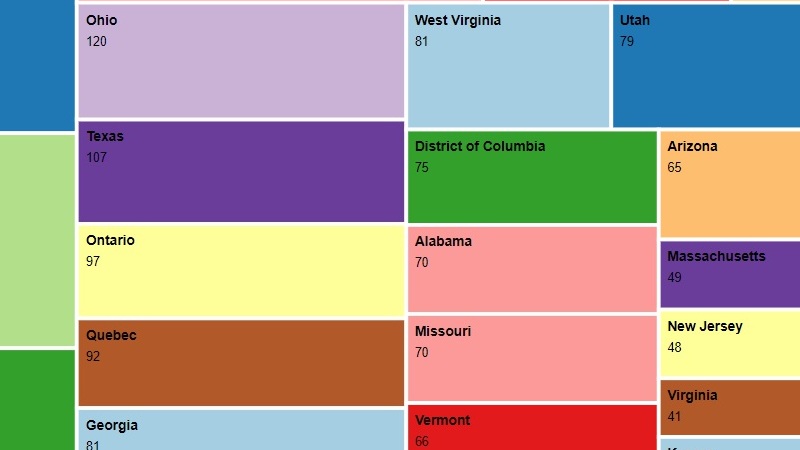 Ohio
120
West Virginia
81
Utah
79
Texas
107
District of Columbia
75
Arizona
65
Ontario
97
Alabama
70
Massachusetts
49
Quebec
92
Missouri
70
New Jersey
48
Virginia
41
Georgia
81
Vermont
66